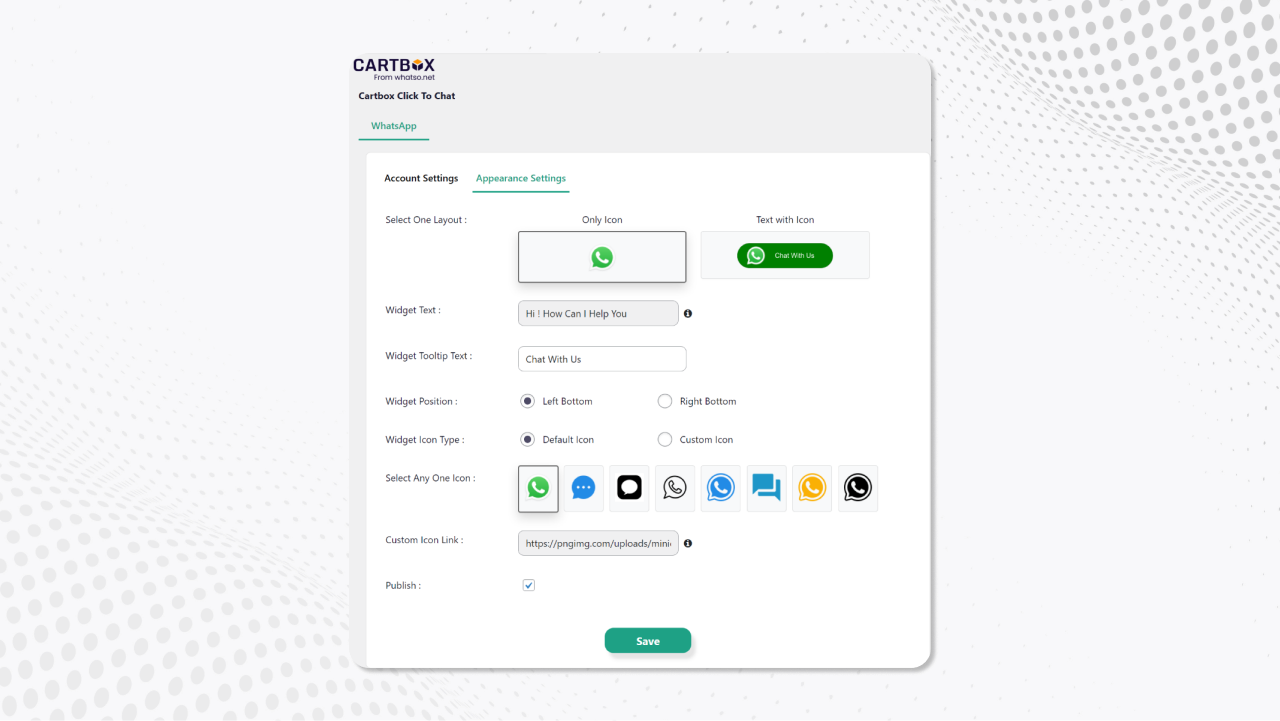 CARTBOX
From whatso.net
Cartbox Click To Chat
WhatsApp
Account Settings Appearance Settings
Select One Layout : Only Icon Text with Icon
Chat With Us
Widget Text : Hi ! How Can I Help You
Widget Tooltip Text : Chat With Us
Widget Position : Left Bottom Right Bottom
Widget Icon Type : Default Icon Custom Icon
Select Any One Icon :
Custom Icon Link : https://pngimg.com/uploads/mini
Publish :
Save